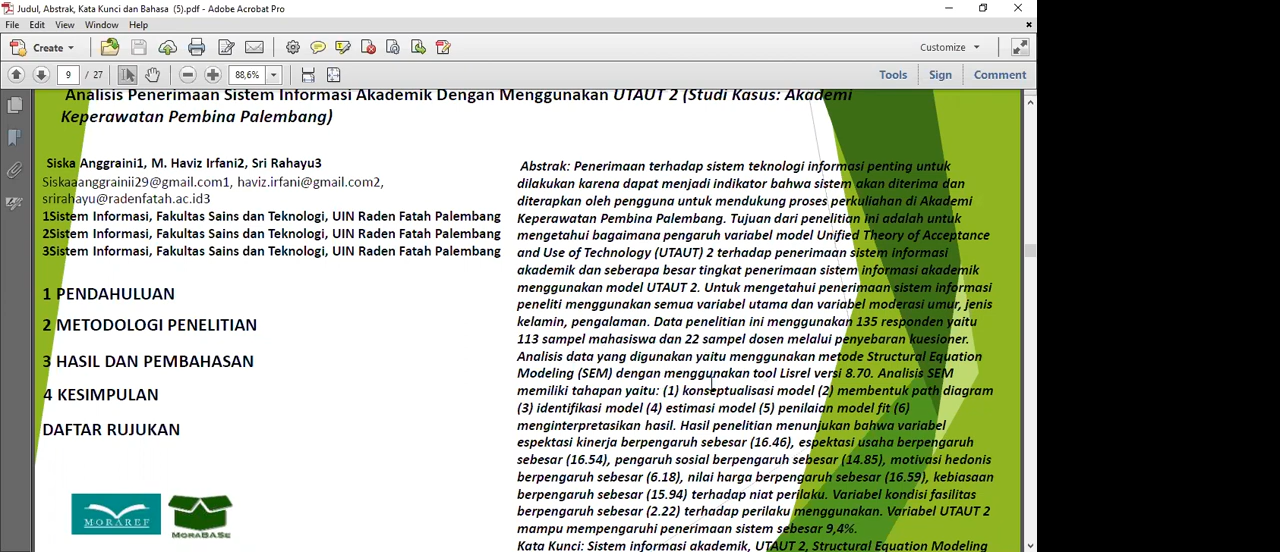 Judul, Abstrak, Kata Kunci dan Bahasa (5).pdf - Adobe Acrobat Pro
File Edit View Window Help
Create
Customize
9 / 27
88,6%
Tools Sign Comment
Analisis Penerimaan Sistem Informasi Akademik Dengan Menggunakan UTAUT 2 (Studi Kasus: Akademi
Keperawatan Pembina Palembang)
Siska Anggraini1, M. Haviz Irfani2, Sri Rahayu3
Siskaaanggrainii29@gmail.com1, haviz.irfani@gmail.com2,
srirahayu@radenfatah.ac.id3
1Sistem Informasi, Fakultas Sains dan Teknologi, UIN Raden Fatah Palembang
2Sistem Informasi, Fakultas Sains dan Teknologi, UIN Raden Fatah Palembang
3Sistem Informasi, Fakultas Sains dan Teknologi, UIN Raden Fatah Palembang
1 PENDAHULUAN
2 METODOLOGI PENELITIAN
3 HASIL DAN PEMBAHASAN
4 KESIMPULAN
DAFTAR RUJUKAN
MORAREF
MORABASE
Abstrak: Penerimaan terhadap sistem teknologi informasi penting untuk
dilakukan karena dapat menjadi indikator bahwa sistem akan diterima dan
diterapkan oleh pengguna untuk mendukung proses perkuliahan di Akademi
Keperawatan Pembina Palembang. Tujuan dari penelitian ini adalah untuk
mengetahui bagaimana pengaruh variabel model Unified Theory of Acceptance
and Use of Technology (UTAUT) 2 terhadap penerimaan sistem informasi
akademik dan seberapa besar tingkat penerimaan sistem informasi akademik
menggunakan model UTAUT 2. Untuk mengetahui penerimaan sistem informasi
peneliti menggunakan semua variabel utama dan variabel moderasi umur, jenis
kelamin, pengalaman. Data penelitian ini menggunakan 135 responden yaitu
113 sampel mahasiswa dan 22 sampel dosen melalui penyebaran kuesioner.
Analisis data yang digunakan yaitu menggunakan metode Structural Equation
Modeling (SEM) dengan menggunakan tool Lisrel versi 8.70. Analisis SEM
memiliki tahapan yaitu: (1) konseptualisasi model (2) membentuk path diagram
(3) identifikasi model (4) estimasi model (5) penilaian model fit (6)
menginterpretasikan hasil. Hasil penelitian menunjukan bahwa variabel
espektasi kinerja berpengaruh sebesar (16.46), espektasi usaha berpengaruh
sebesar (16.54), pengaruh sosial berpengaruh sebesar (14.85), motivasi hedonis
berpengaruh sebesar (6.18), nilai harga berpengaruh sebesar (16.59), kebiasaan
berpengaruh sebesar (15.94) terhadap niat perilaku. Variabel kondisi fasilitas
berpengaruh sebesar (2.22) terhadap perilaku menggunakan. Variabel UTAUT 2
mampu mempengaruhi penerimaan sistem sebesar 9,4%.
Kata Kunci: Sistem informasi akademik, UTAUT 2, Structural Equation Modeling